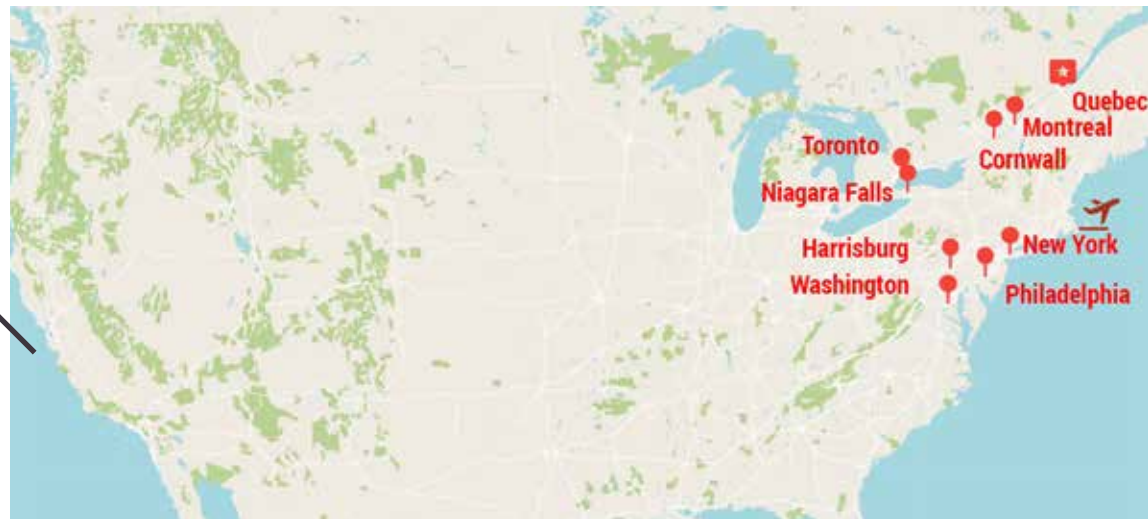 Quebec
Montreal
Cornwall
Toronto
Niagara Falls
Harrisburg
New York
Washington
Philadelphia